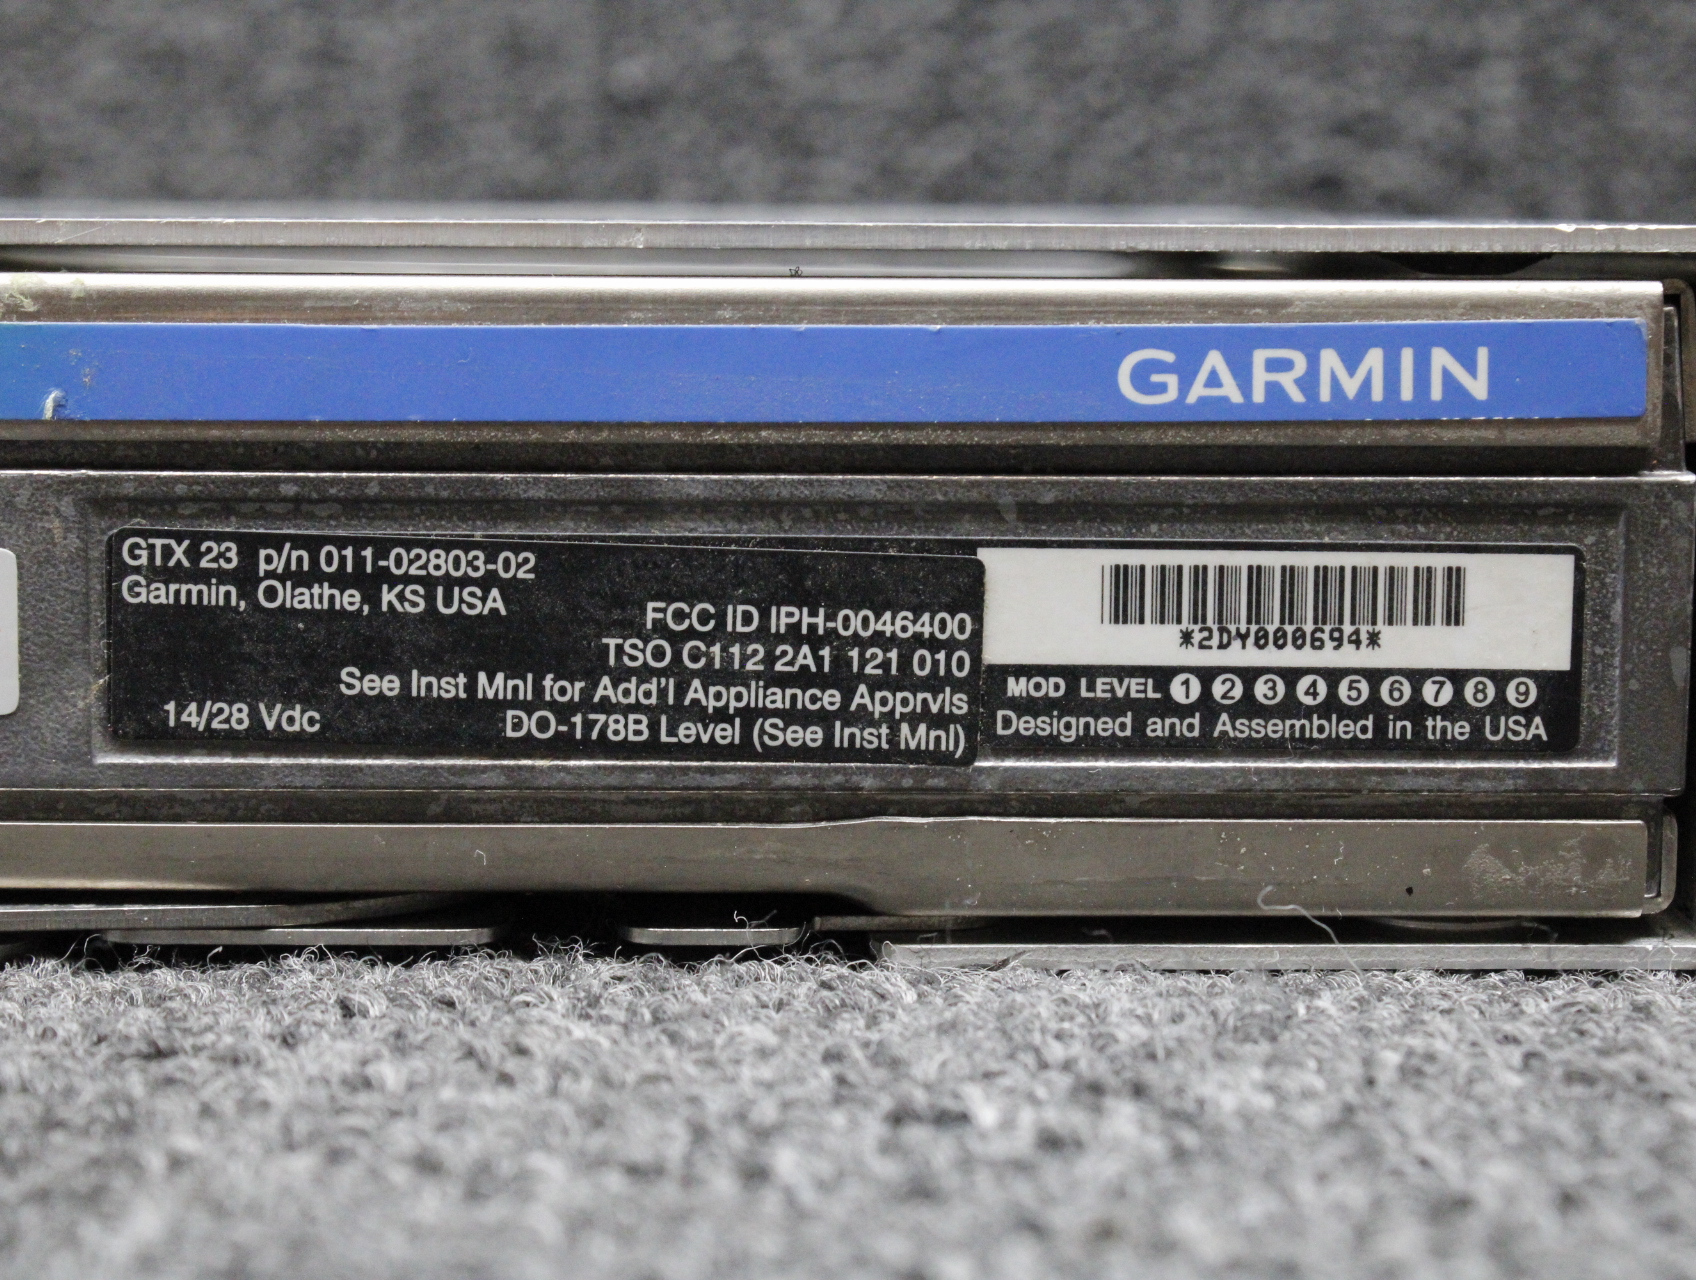 GARMIN
GTX 23 p/n 011-02803-02
Garmin, Olathe, KS USA
FCC ID IPH-0046400
TSO C112 2A1 121 010
See Inst Mnl for Add'l Appliance Apprvls
14/28 Vdc
DO-178B Level (See Inst Mnl)
*2DY000694*
MOD LEVEL 1 2 3 4 5 6 7 8 9
Designed and Assembled in the USA